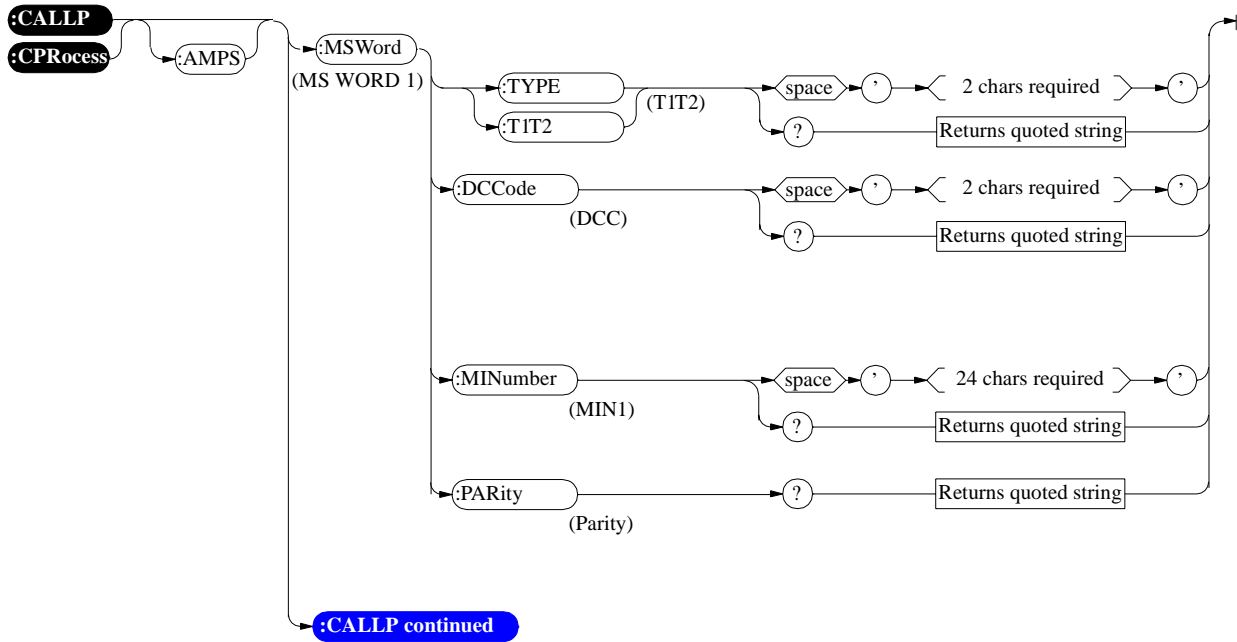 :CALLP
:CPRocess
:AMPS
:MSWord
(MS WORD 1)
:TYPE
:T1T2
(T1T2)
space ’ 2 chars required ’
? Returns quoted string
:DCCode
(DCC)
space ’ 2 chars required ’
? Returns quoted string
:MINumber
(MIN1)
space ’ 24 chars required ’
? Returns quoted string
:PARity
(Parity)
? Returns quoted string
:CALLP continued